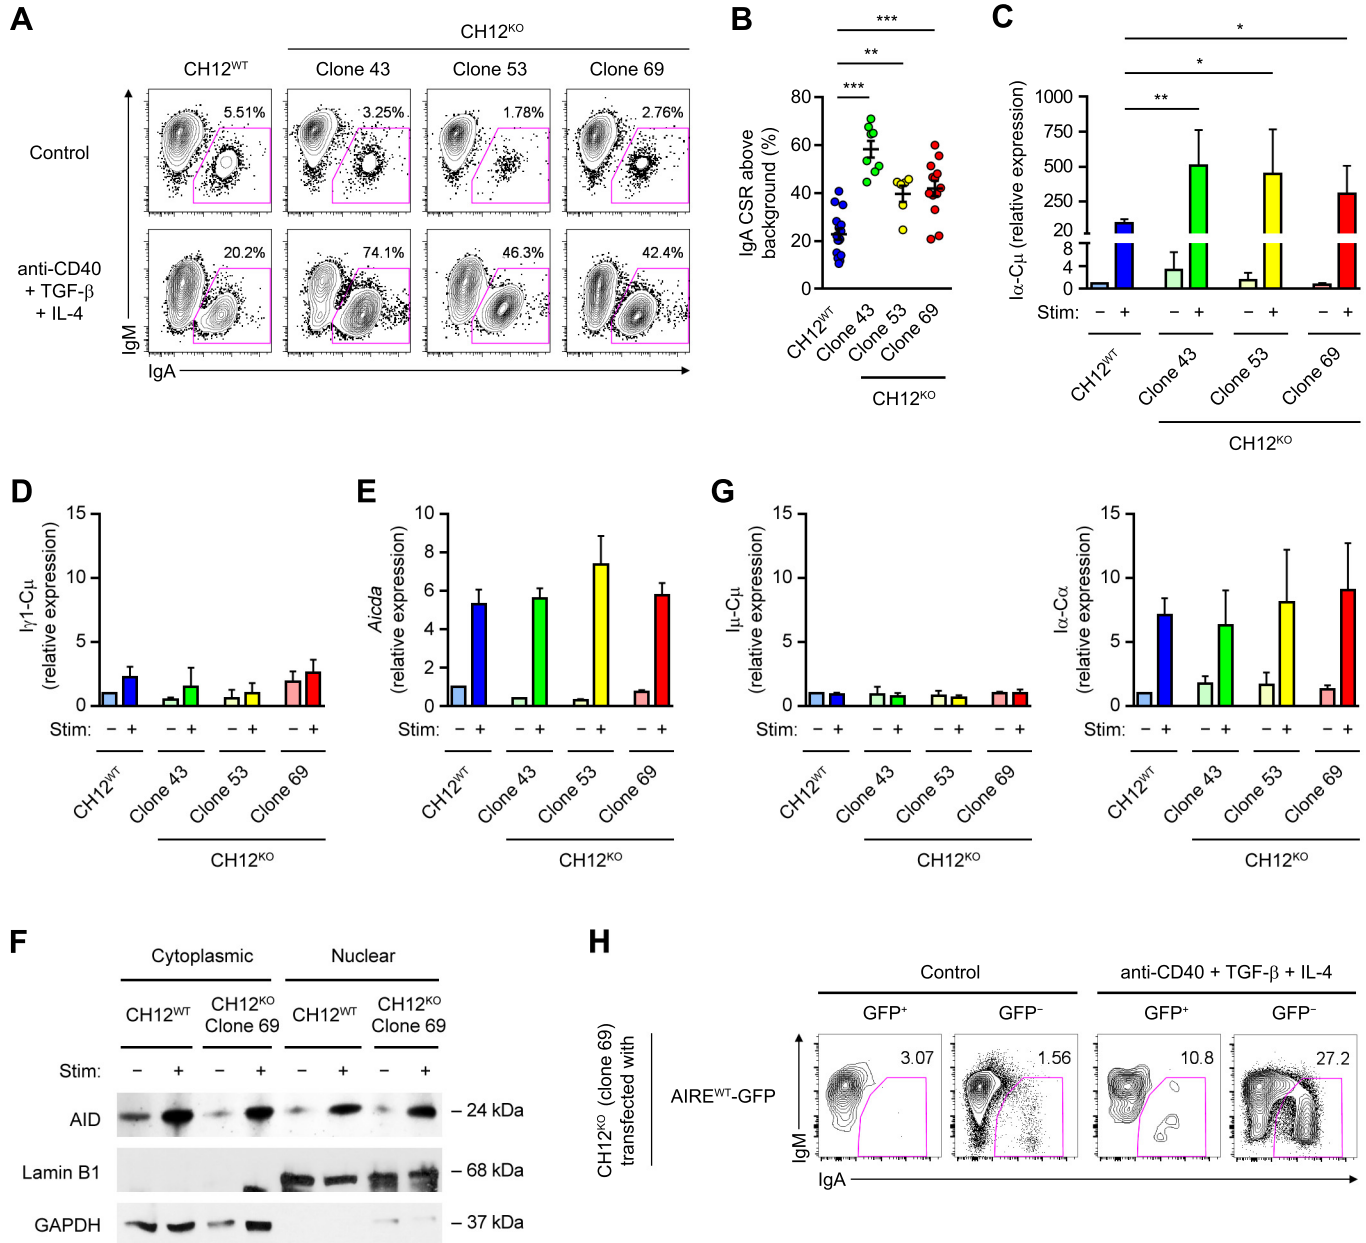 A
CH12KO
CH12WT
Clone 43
Clone 53
Clone 69
Control
5.51%
3.25%
1.78%
2.76%
anti-CD40
+ TGF-β
+ IL-4
20.2%
74.1%
46.3%
42.4%
IgM
IgA
B
***
**
***
IgA CSR above
background (%)
80
60
40
20
0
CH12WT
Clone 43
Clone 53
Clone 69
CH12KO
C
*
*
**
Iα-Cμ (relative expression)
1000
750
500
250
20
8
4
0
Stim: − + − + − + − +
CH12WT
Clone 43
Clone 53
Clone 69
CH12KO
D
Iγ1-Cμ
(relative expression)
15
10
5
0
Stim: − + − + − + − +
CH12WT
Clone 43
Clone 53
Clone 69
CH12KO
E
Aicda
(relative expression)
10
8
6
4
2
0
Stim: − + − + − + − +
CH12WT
Clone 43
Clone 53
Clone 69
CH12KO
G
Iμ-Cμ
(relative expression)
15
10
5
0
Stim: − + − + − + − +
CH12WT
Clone 43
Clone 53
Clone 69
CH12KO
Iα-Cα
(relative expression)
15
10
5
0
Stim: − + − + − + − +
CH12WT
Clone 43
Clone 53
Clone 69
CH12KO
F
Cytoplasmic
Nuclear
CH12WT
CH12KO
Clone 69
CH12WT
CH12KO
Clone 69
Stim: − + − + − + − +
AID
– 24 kDa
Lamin B1
– 68 kDa
GAPDH
– 37 kDa
H
Control
anti-CD40 + TGF-β + IL-4
GFP+
GFP−
GFP+
GFP−
CH12KO (clone 69)
transfected with
AIREWT-GFP
3.07
1.56
10.8
27.2
IgM
IgA